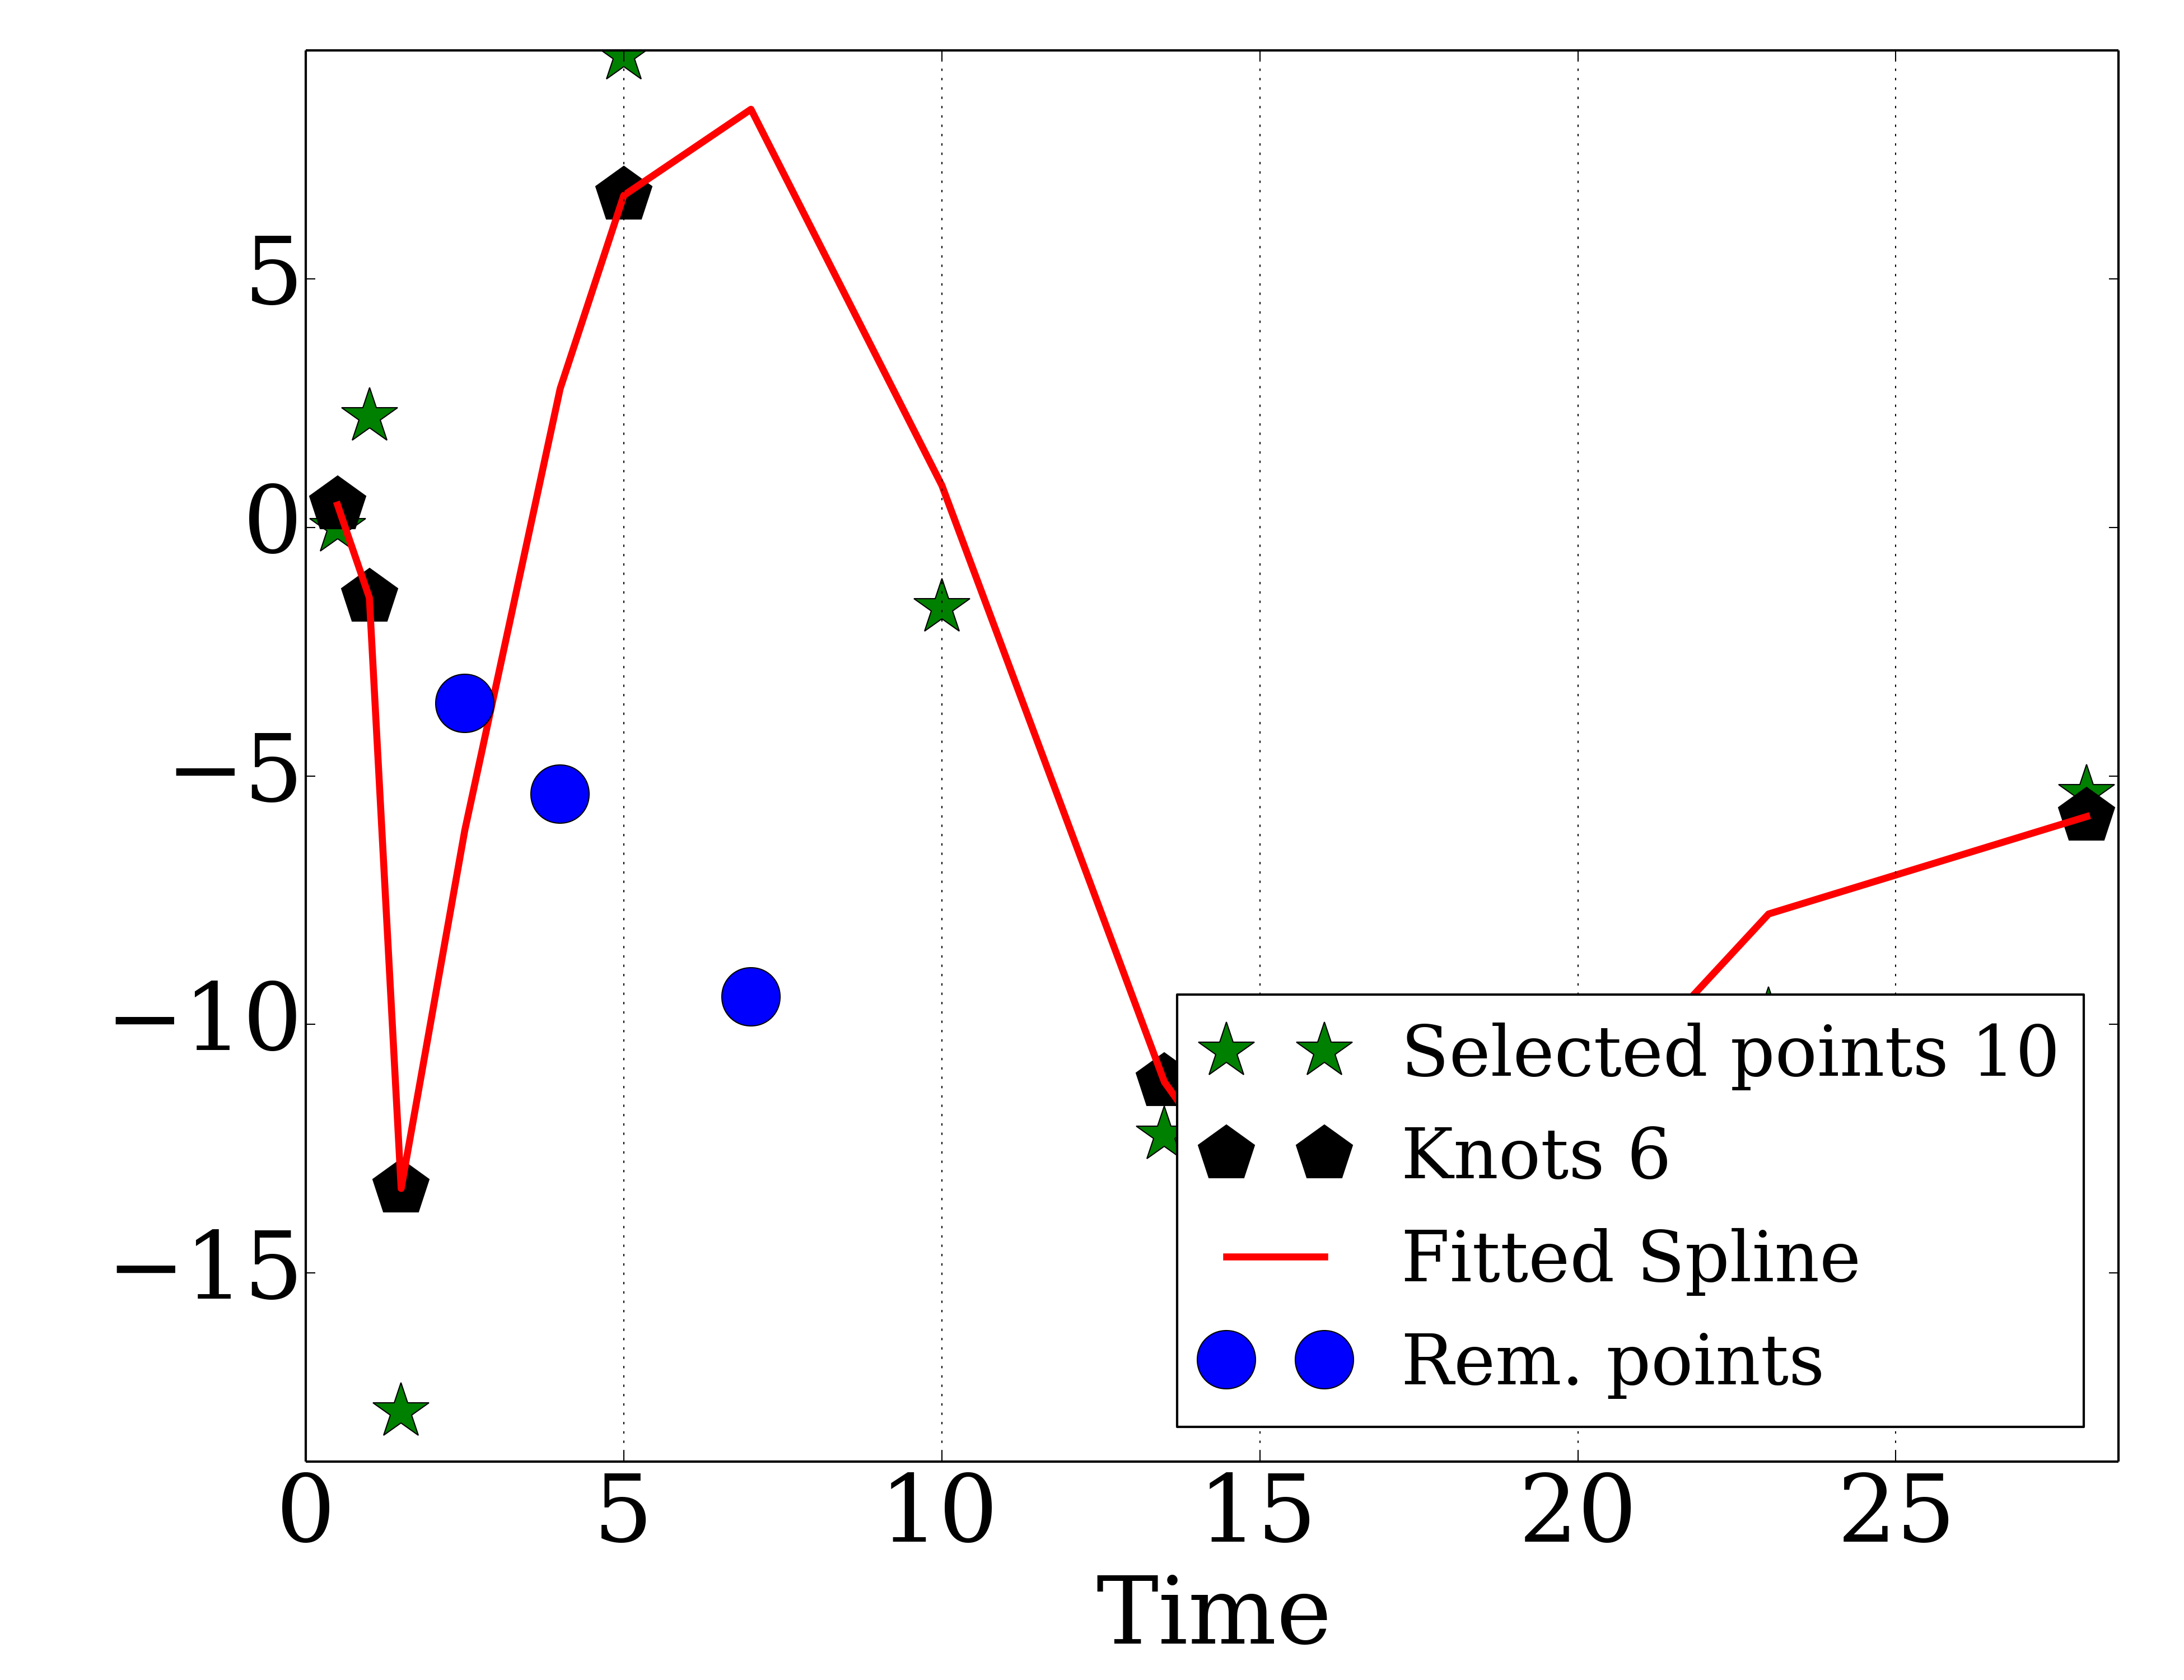 5
0
−5
−10
−15
0 5 10 15 20 25
Time
Selected points 10
Knots 6
Fitted Spline
Rem. points